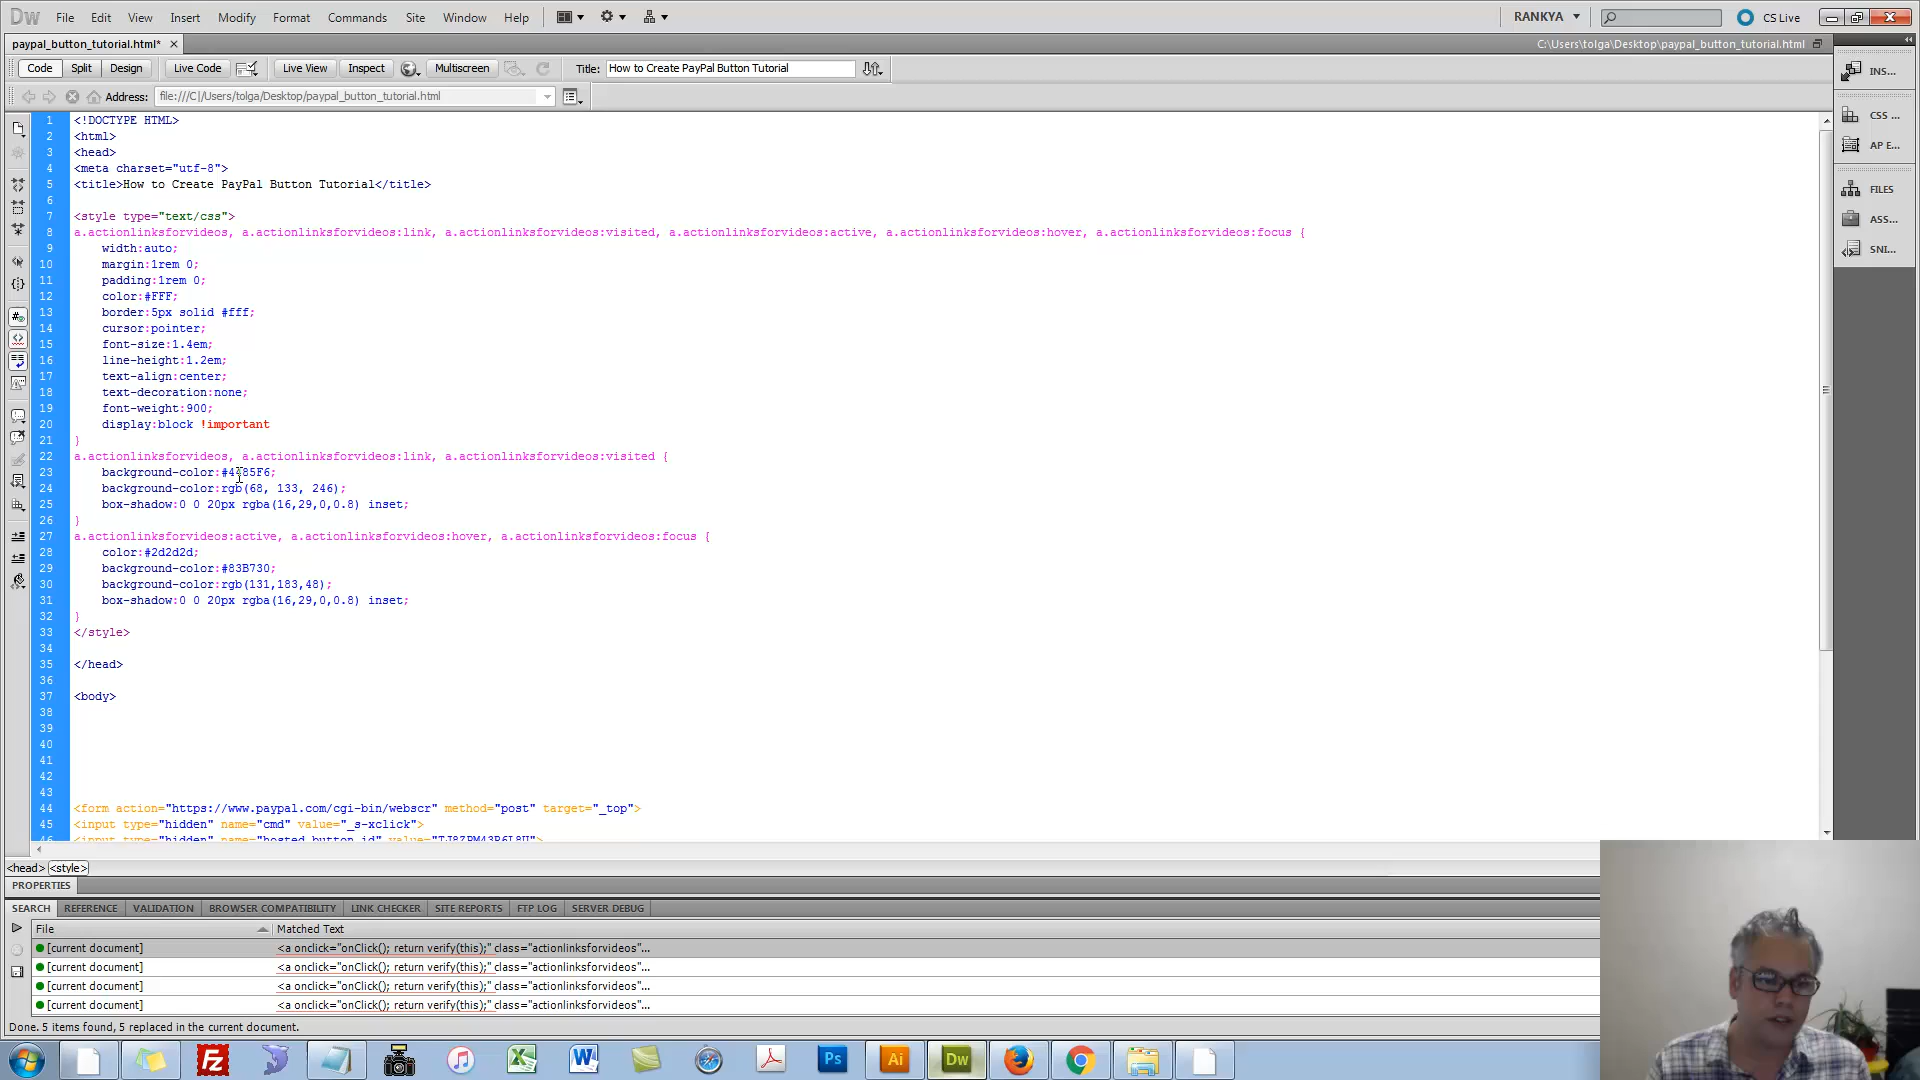 Dw File Edit View Insert Modify Format Commands Site Window Help RANKYA CS Live
paypal_button_tutorial.html* C:\Users\tolga\Desktop\paypal_button_tutorial.html
Code Split Design Live Code Live View Inspect Multiscreen Title: How to Create PayPal Button Tutorial
Address: file:///C|/Users/tolga/Desktop/paypal_button_tutorial.html
INS...
CSS ...
AP E...
FILES
ASS...
SNI...
1 <!DOCTYPE HTML>
2 <html>
3 <head>
4 <meta charset="utf-8">
5 <title>How to Create PayPal Button Tutorial</title>
6
7 <style type="text/css">
8 a.actionlinksforvideos, a.actionlinksforvideos:link, a.actionlinksforvideos:visited, a.actionlinksforvideos:active, a.actionlinksforvideos:hover, a.actionlinksforvideos:focus {
9 width:auto;
10 margin:1rem 0;
11 padding:1rem 0;
12 color:#FFF;
13 border:5px solid #fff;
14 cursor:pointer;
15 font-size:1.4em;
16 line-height:1.2em;
17 text-align:center;
18 text-decoration:none;
19 font-weight:900;
20 display:block !important
21 }
22 a.actionlinksforvideos, a.actionlinksforvideos:link, a.actionlinksforvideos:visited {
23 background-color:#4485F6;
24 background-color:rgb(68, 133, 246);
25 box-shadow:0 0 20px rgba(16,29,0,0.8) inset;
26 }
27 a.actionlinksforvideos:active, a.actionlinksforvideos:hover, a.actionlinksforvideos:focus {
28 color:#2d2d2d;
29 background-color:#83B730;
30 background-color:rgb(131,183,48);
31 box-shadow:0 0 20px rgba(16,29,0,0.8) inset;
32 }
33 </style>
34
35 </head>
36
37 <body>
38
39
40
41
42
43
44 <form action="https://www.paypal.com/cgi-bin/webscr" method="post" target="_top">
45 <input type="hidden" name="cmd" value="_s-xclick">
46 <input type="hidden" name="hosted_button_id"
<head> <style>
PROPERTIES
SEARCH REFERENCE VALIDATION BROWSER COMPATIBILITY LINK CHECKER SITE REPORTS FTP LOG SERVER DEBUG
File Matched Text
[current document] <a onclick="onClick(); return verify(this);" class="actionlinksforvideos"...
[current document] <a onclick="onClick(); return verify(this);" class="actionlinksforvideos"...
[current document] <a onclick="onClick(); return verify(this);" class="actionlinksforvideos"...
[current document] <a onclick="onClick(); return verify(this);" class="actionlinksforvideos"...
Done. 5 items found, 5 replaced in the current document.
Fz Ps Ai Dw